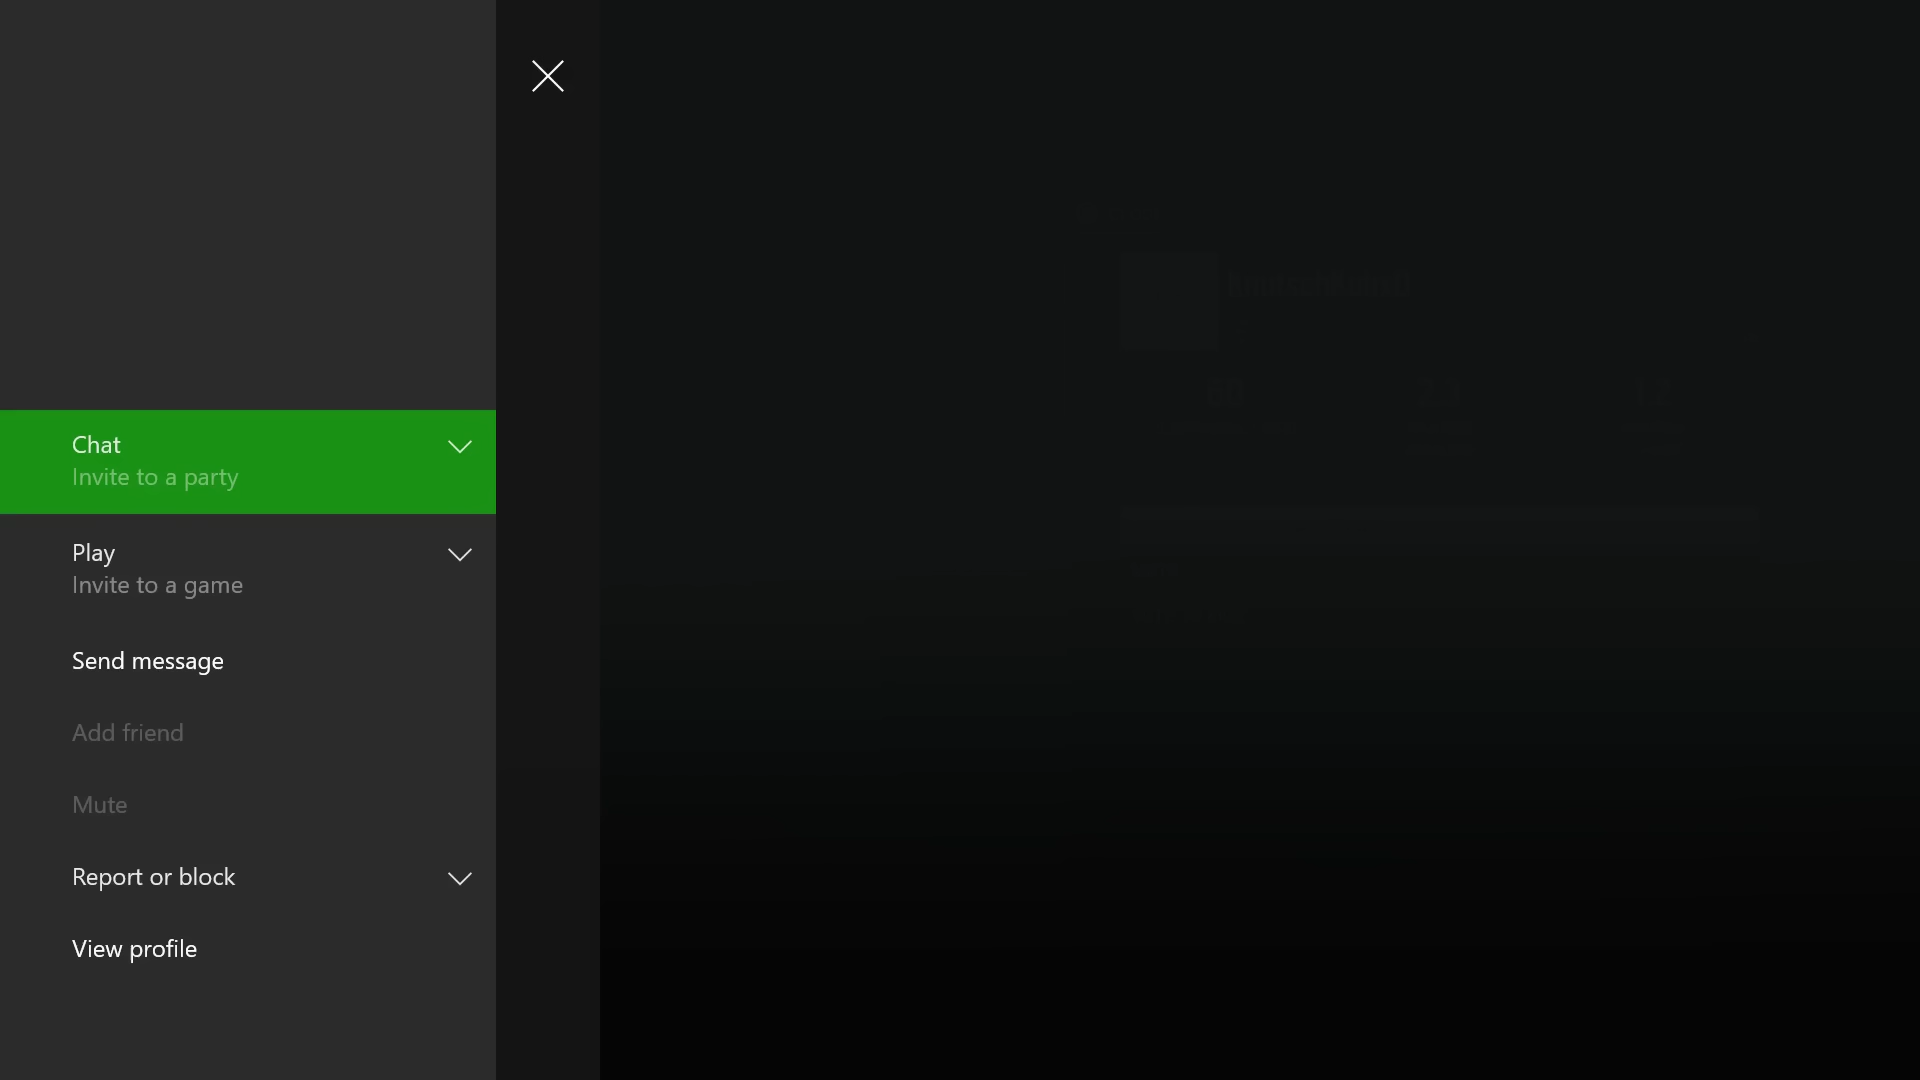 Chat
Invite to a party
Play
Invite to a game
Send message
Add friend
Mute
Report or block
View profile